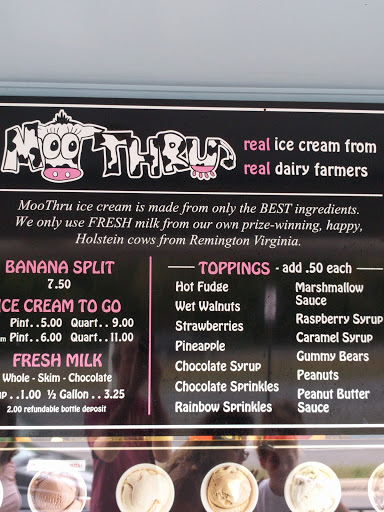 MOO THRU
real ice cream from
real dairy farmers
MooThru ice cream is made from only the BEST ingredients.
We only use FRESH milk from our own prize-winning, happy,
Holstein cows from Remington Virginia.
BANANA SPLIT
7.50
ICE CREAM TO GO
Pint . . 5.00 Quart . . 9.00
Pint . . 6.00 Quart . . 11.00
FRESH MILK
Whole - Skim - Chocolate
. . 1.00 ½ Gallon . . 3.25
2.00 refundable bottle deposit
TOPPINGS - add .50 each
Hot Fudge
Wet Walnuts
Strawberries
Pineapple
Chocolate Syrup
Chocolate Sprinkles
Rainbow Sprinkles
Marshmallow
Sauce
Raspberry Syrup
Caramel Syrup
Gummy Bears
Peanuts
Peanut Butter
Sauce